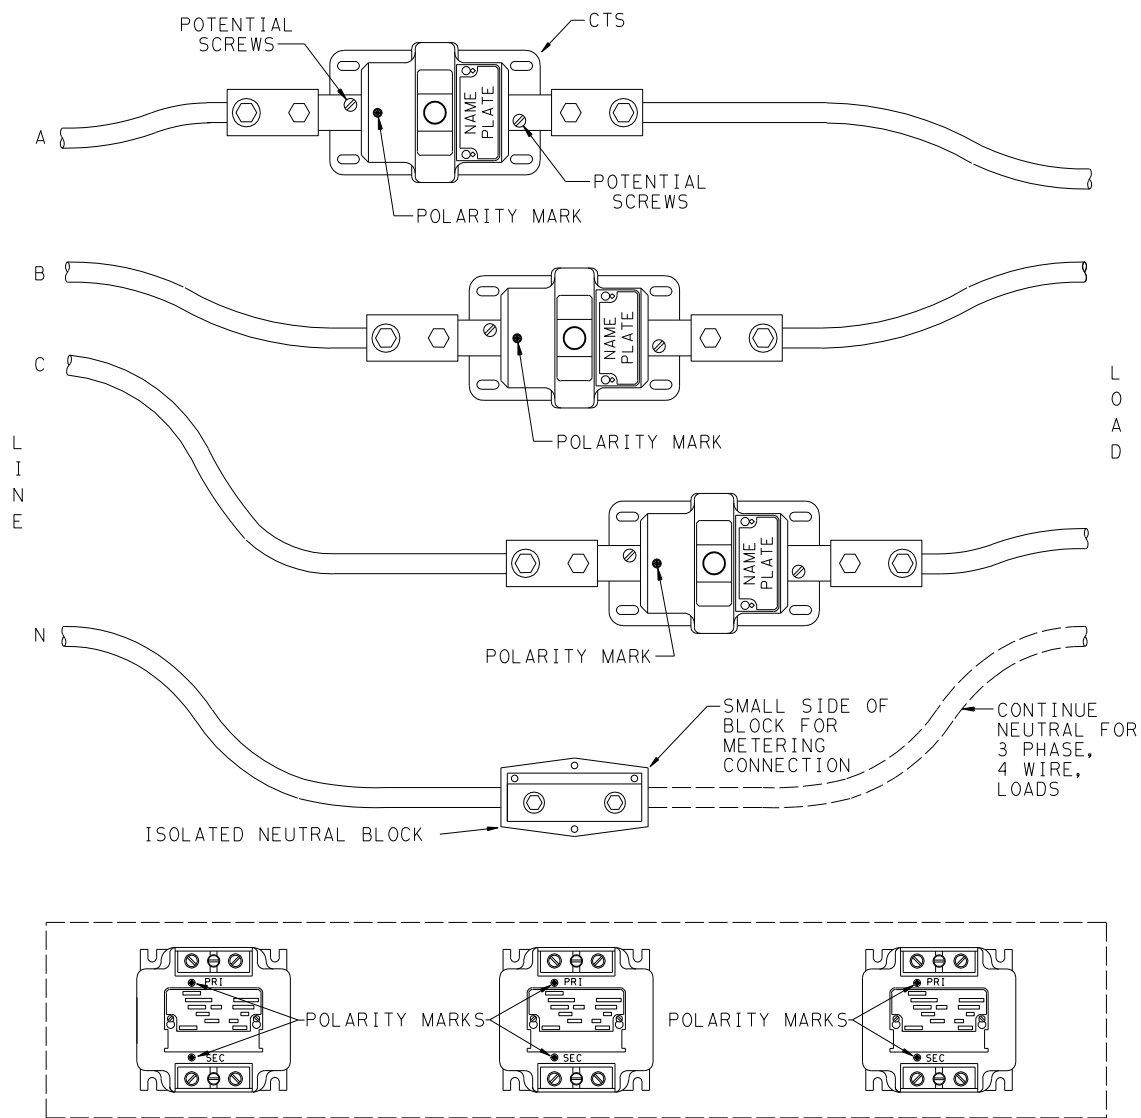 POTENTIAL
SCREWS
CTS
A
NAME
PLATE
POTENTIAL
SCREWS
POLARITY MARK
B
NAME
PLATE
POLARITY MARK
C
LINE
LOAD
NAME
PLATE
POLARITY MARK
N
SMALL SIDE OF
BLOCK FOR
METERING
CONNECTION
CONTINUE
NEUTRAL FOR
3 PHASE,
4 WIRE,
LOADS
ISOLATED NEUTRAL BLOCK
PRI
PRI
PRI
POLARITY MARKS
POLARITY MARKS
SEC
SEC
SEC